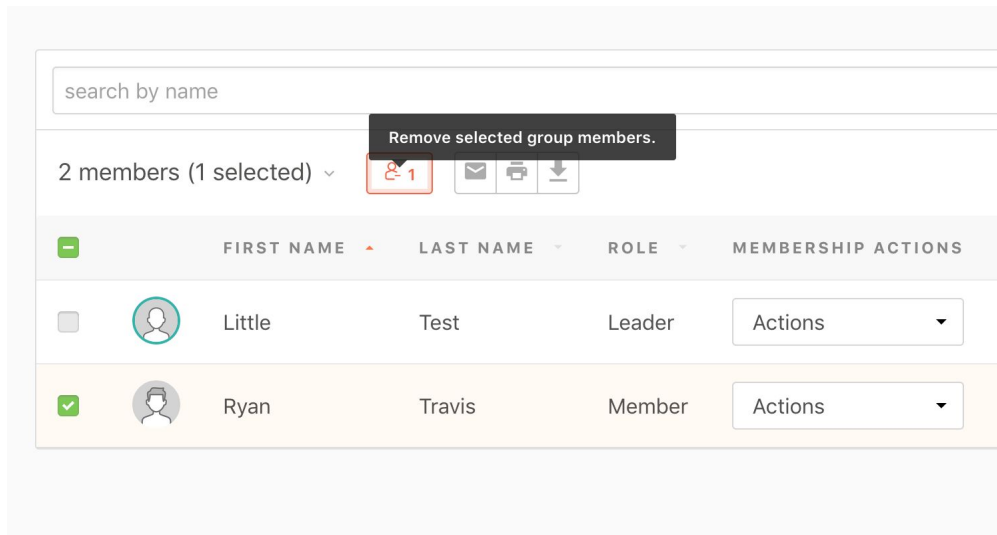 search by name
Remove selected group members.
2 members (1 selected) 1
FIRST NAME LAST NAME ROLE MEMBERSHIP ACTIONS
Little Test Leader Actions
Ryan Travis Member Actions